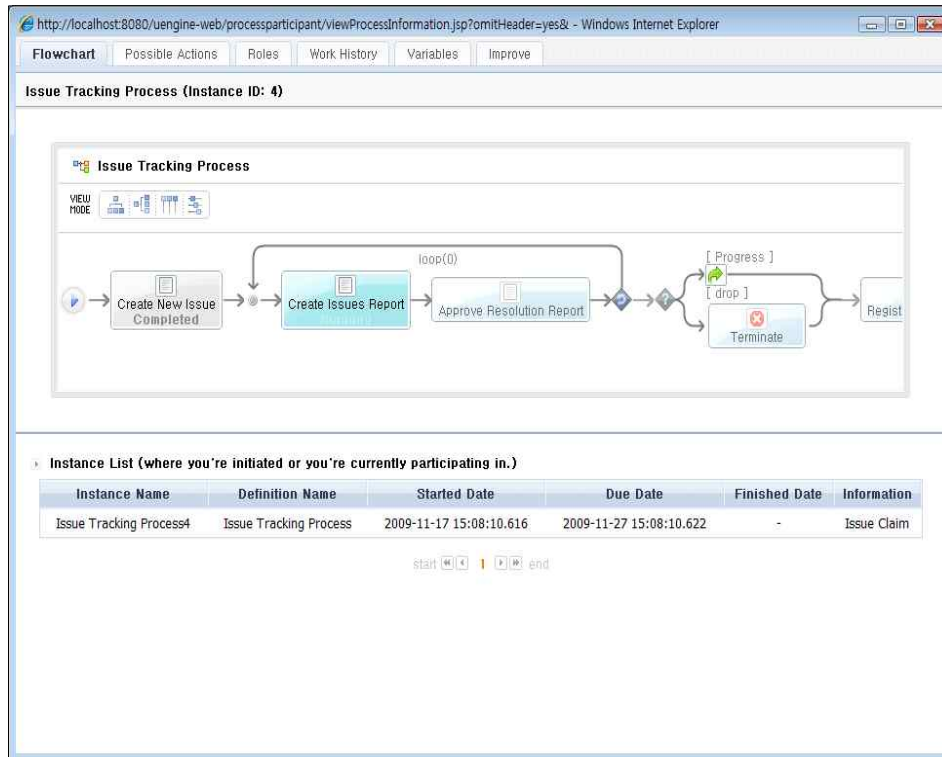 http://localhost:8080/uengine-web/processparticipant/viewProcessInformation.jsp?omitHeader=yes& - Windows Internet Explorer
Flowchart Possible Actions Roles Work History Variables Improve
Issue Tracking Process (Instance ID: 4)
Issue Tracking Process
VIEW
MODE
loop(0)
[ Progress ]
Create New Issue
Completed
Create Issues Report
Running
Approve Resolution Report
?
[ drop ]
Terminate
Regist
Instance List (where you're initiated or you're currently participating in.)
Instance Name Definition Name Started Date Due Date Finished Date Information
Issue Tracking Process4 Issue Tracking Process 2009-11-17 15:08:10.616 2009-11-27 15:08:10.622 - Issue Claim
start 1 end